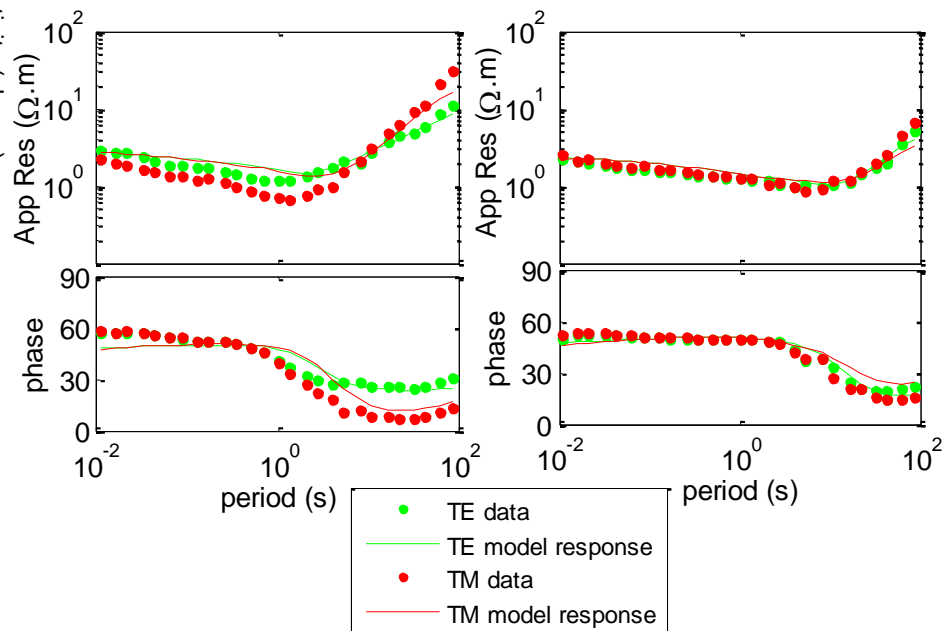 10^2
10^1
10^0
App Res (Ω.m)
90
60
30
0
phase
10^-2
10^0
10^2
period (s)
10^2
10^1
10^0
App Res (Ω.m)
90
60
30
0
phase
10^-2
10^0
10^2
period (s)
TE data
TE model response
TM data
TM model response